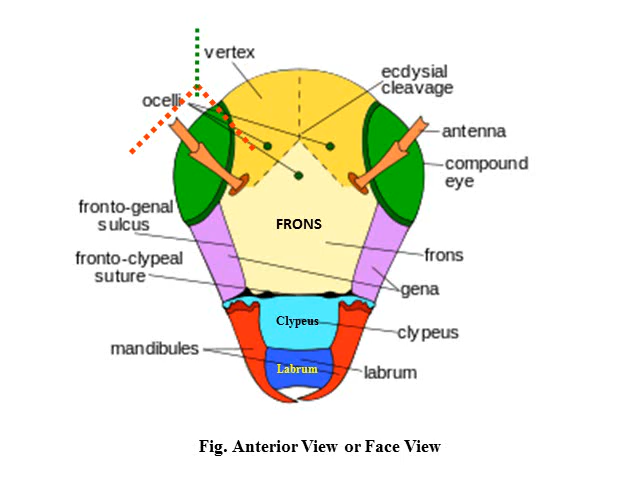 vertex
ecdysial
cleavage
ocelli
antenna
compound
eye
fronto-genal
sulcus
FRONS
fronto-clypeal
suture
frons
gena
Clypeus
clypeus
mandibules
Labrum
labrum
Fig. Anterior View or Face View